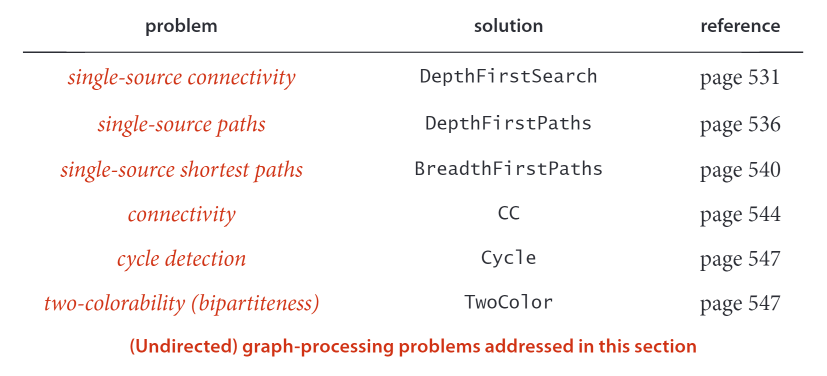 problem solution reference
single-source connectivity DepthFirstSearch page 531
single-source paths DepthFirstPaths page 536
single-source shortest paths BreadthFirstPaths page 540
connectivity CC page 544
cycle detection Cycle page 547
two-colorability (bipartiteness) TwoColor page 547
(Undirected) graph-processing problems addressed in this section